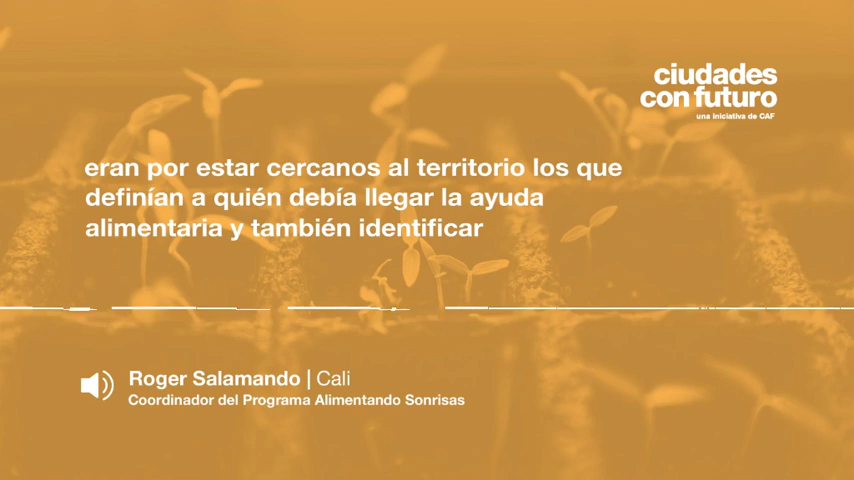 ciudades
con futuro
una iniciativa de CAF
eran por estar cercanos al territorio los que
definían a quién debía llegar la ayuda
alimentaria y también identificar
Roger Salamando | Cali
Coordinador del Programa Alimentando Sonrisas